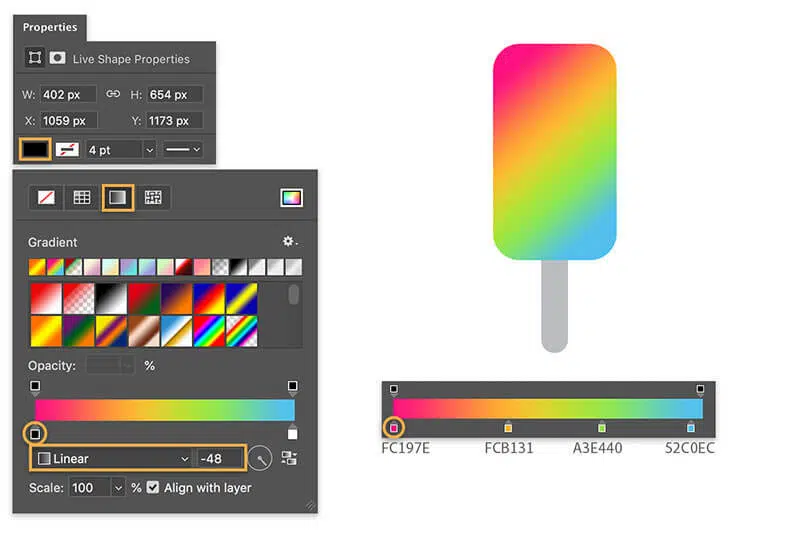 Properties
Live Shape Properties
W: 402 px H: 654 px
X: 1059 px Y: 1173 px
4 pt
Gradient
Opacity: %
Linear -48
Scale: 100 % Align with layer
FC197E FCB131 A3E440 52C0EC